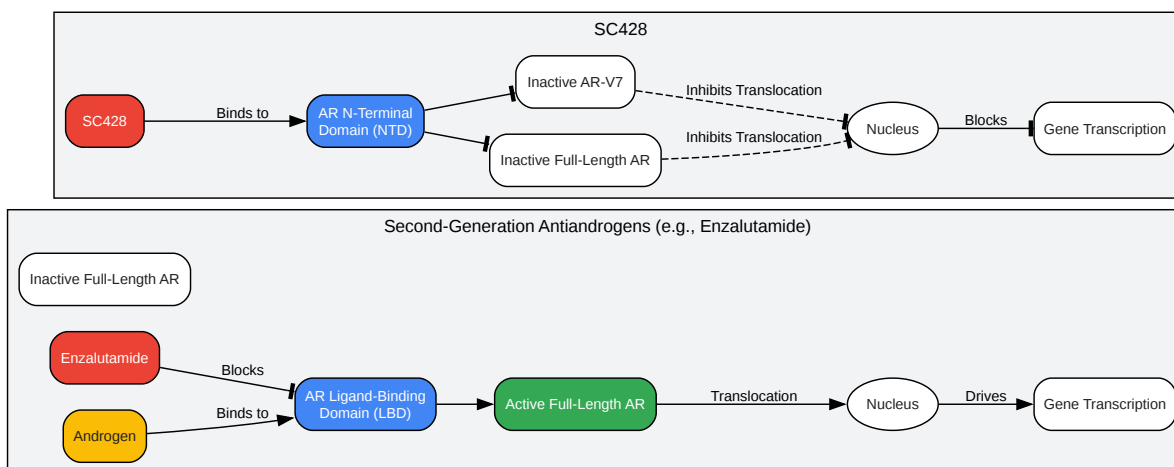 SC428
SC428
Binds to
AR N-Terminal
Domain (NTD)
Inactive AR-V7
Inactive Full-Length AR
Inhibits Translocation
Inhibits Translocation
Nucleus
Blocks
Gene Transcription
Second-Generation Antiandrogens (e.g., Enzalutamide)
Inactive Full-Length AR
Enzalutamide
Blocks
Androgen
Binds to
AR Ligand-Binding
Domain (LBD)
Active Full-Length AR
Translocation
Nucleus
Drives
Gene Transcription